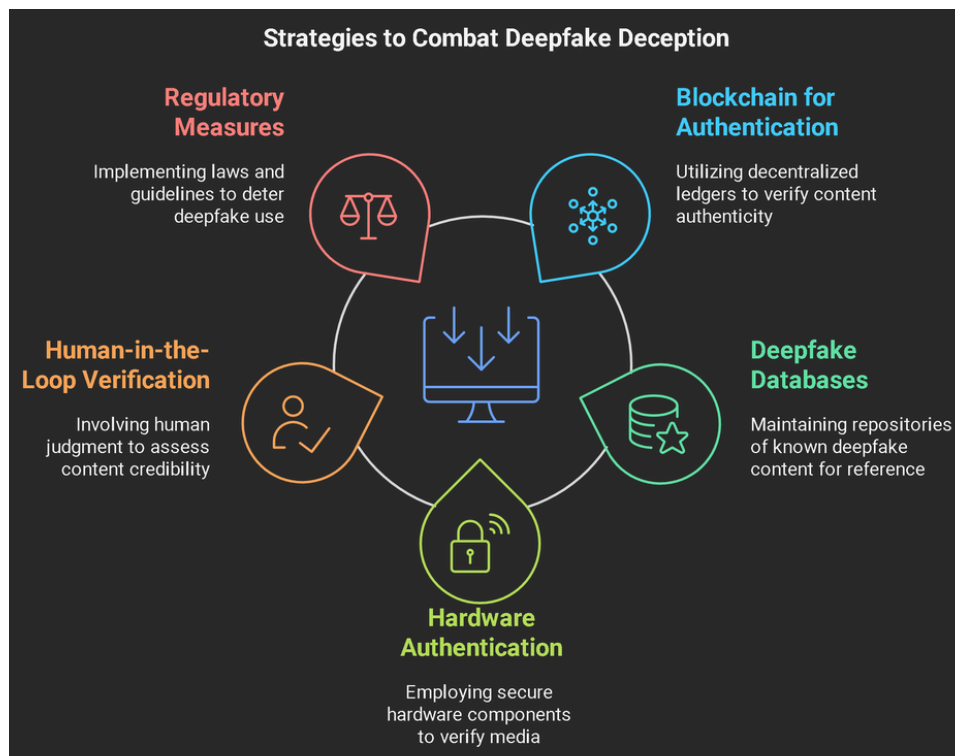 Strategies to Combat Deepfake Deception
Regulatory
Measures
Implementing laws and
guidelines to deter
deepfake use
Blockchain for
Authentication
Utilizing decentralized
ledgers to verify content
authenticity
Human-in-the-
Loop Verification
Involving human
judgment to assess
content credibility
Deepfake
Databases
Maintaining repositories
of known deepfake
content for reference
Hardware
Authentication
Employing secure
hardware components
to verify media